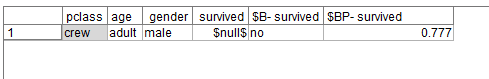 pclass age gender survived $B- survived $BP- survived
1 crew adult male $null$ no 0.777